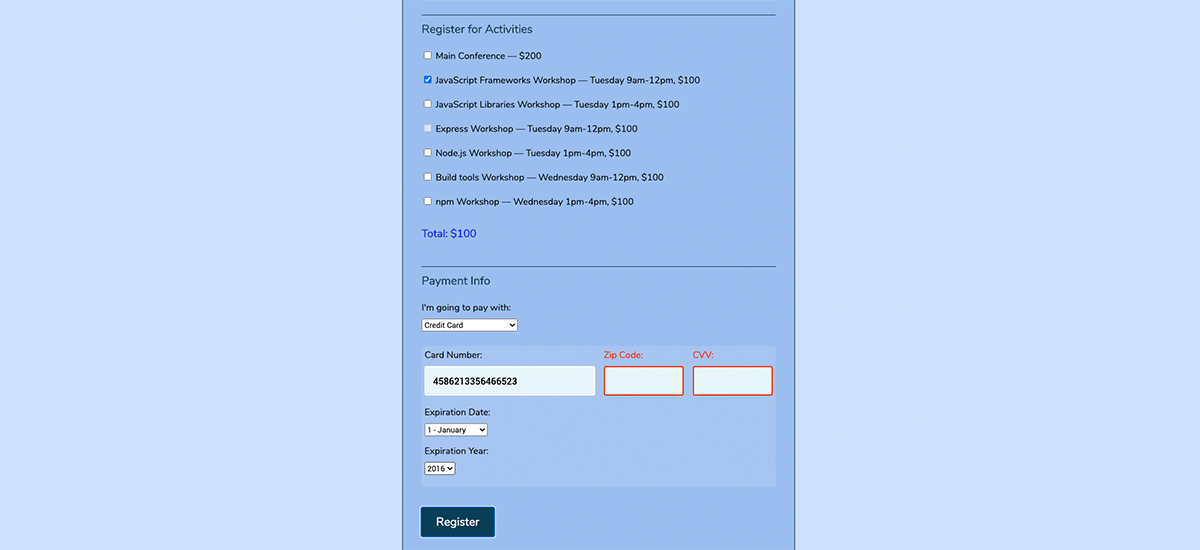 Register for Activities
Main Conference — $200
JavaScript Frameworks Workshop — Tuesday 9am-12pm, $100
JavaScript Libraries Workshop — Tuesday 1pm-4pm, $100
Express Workshop — Tuesday 9am-12pm, $100
Node.js Workshop — Tuesday 1pm-4pm, $100
Build tools Workshop — Wednesday 9am-12pm, $100
npm Workshop — Wednesday 1pm-4pm, $100
Total: $100
Payment Info
I'm going to pay with:
Credit Card
Card Number: Zip Code: CVV:
4586213356466523
Expiration Date:
1 - January
Expiration Year:
2016
Register